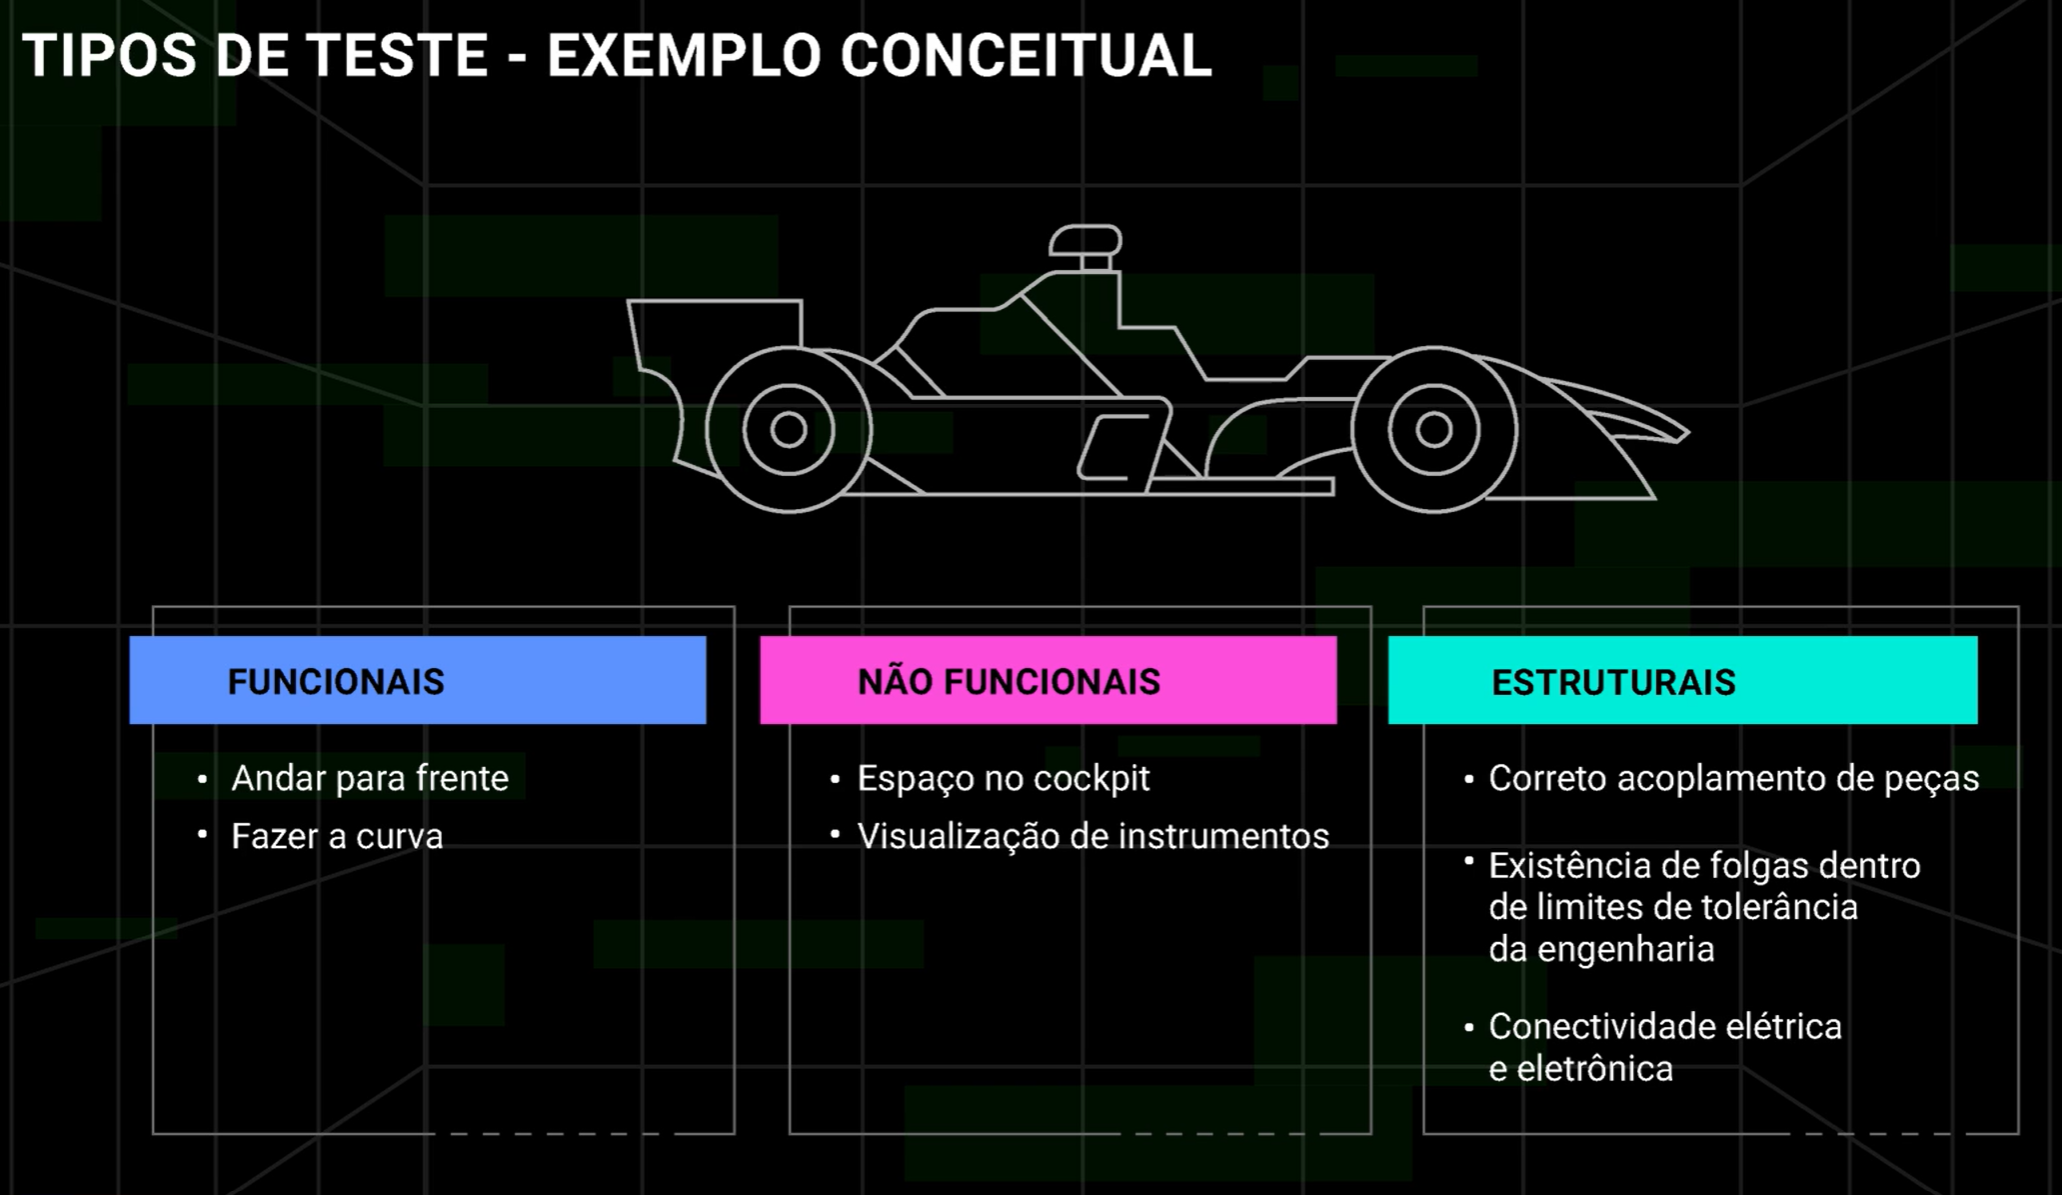 TIPOS DE TESTE - EXEMPLO CONCEITUAL
FUNCIONAIS
• Andar para frente
• Fazer a curva
NÃO FUNCIONAIS
• Espaço no cockpit
• Visualização de instrumentos
ESTRUTURAIS
• Correto acoplamento de peças
• Existência de folgas dentro
de limites de tolerância
da engenharia
• Conectividade elétrica
e eletrônica